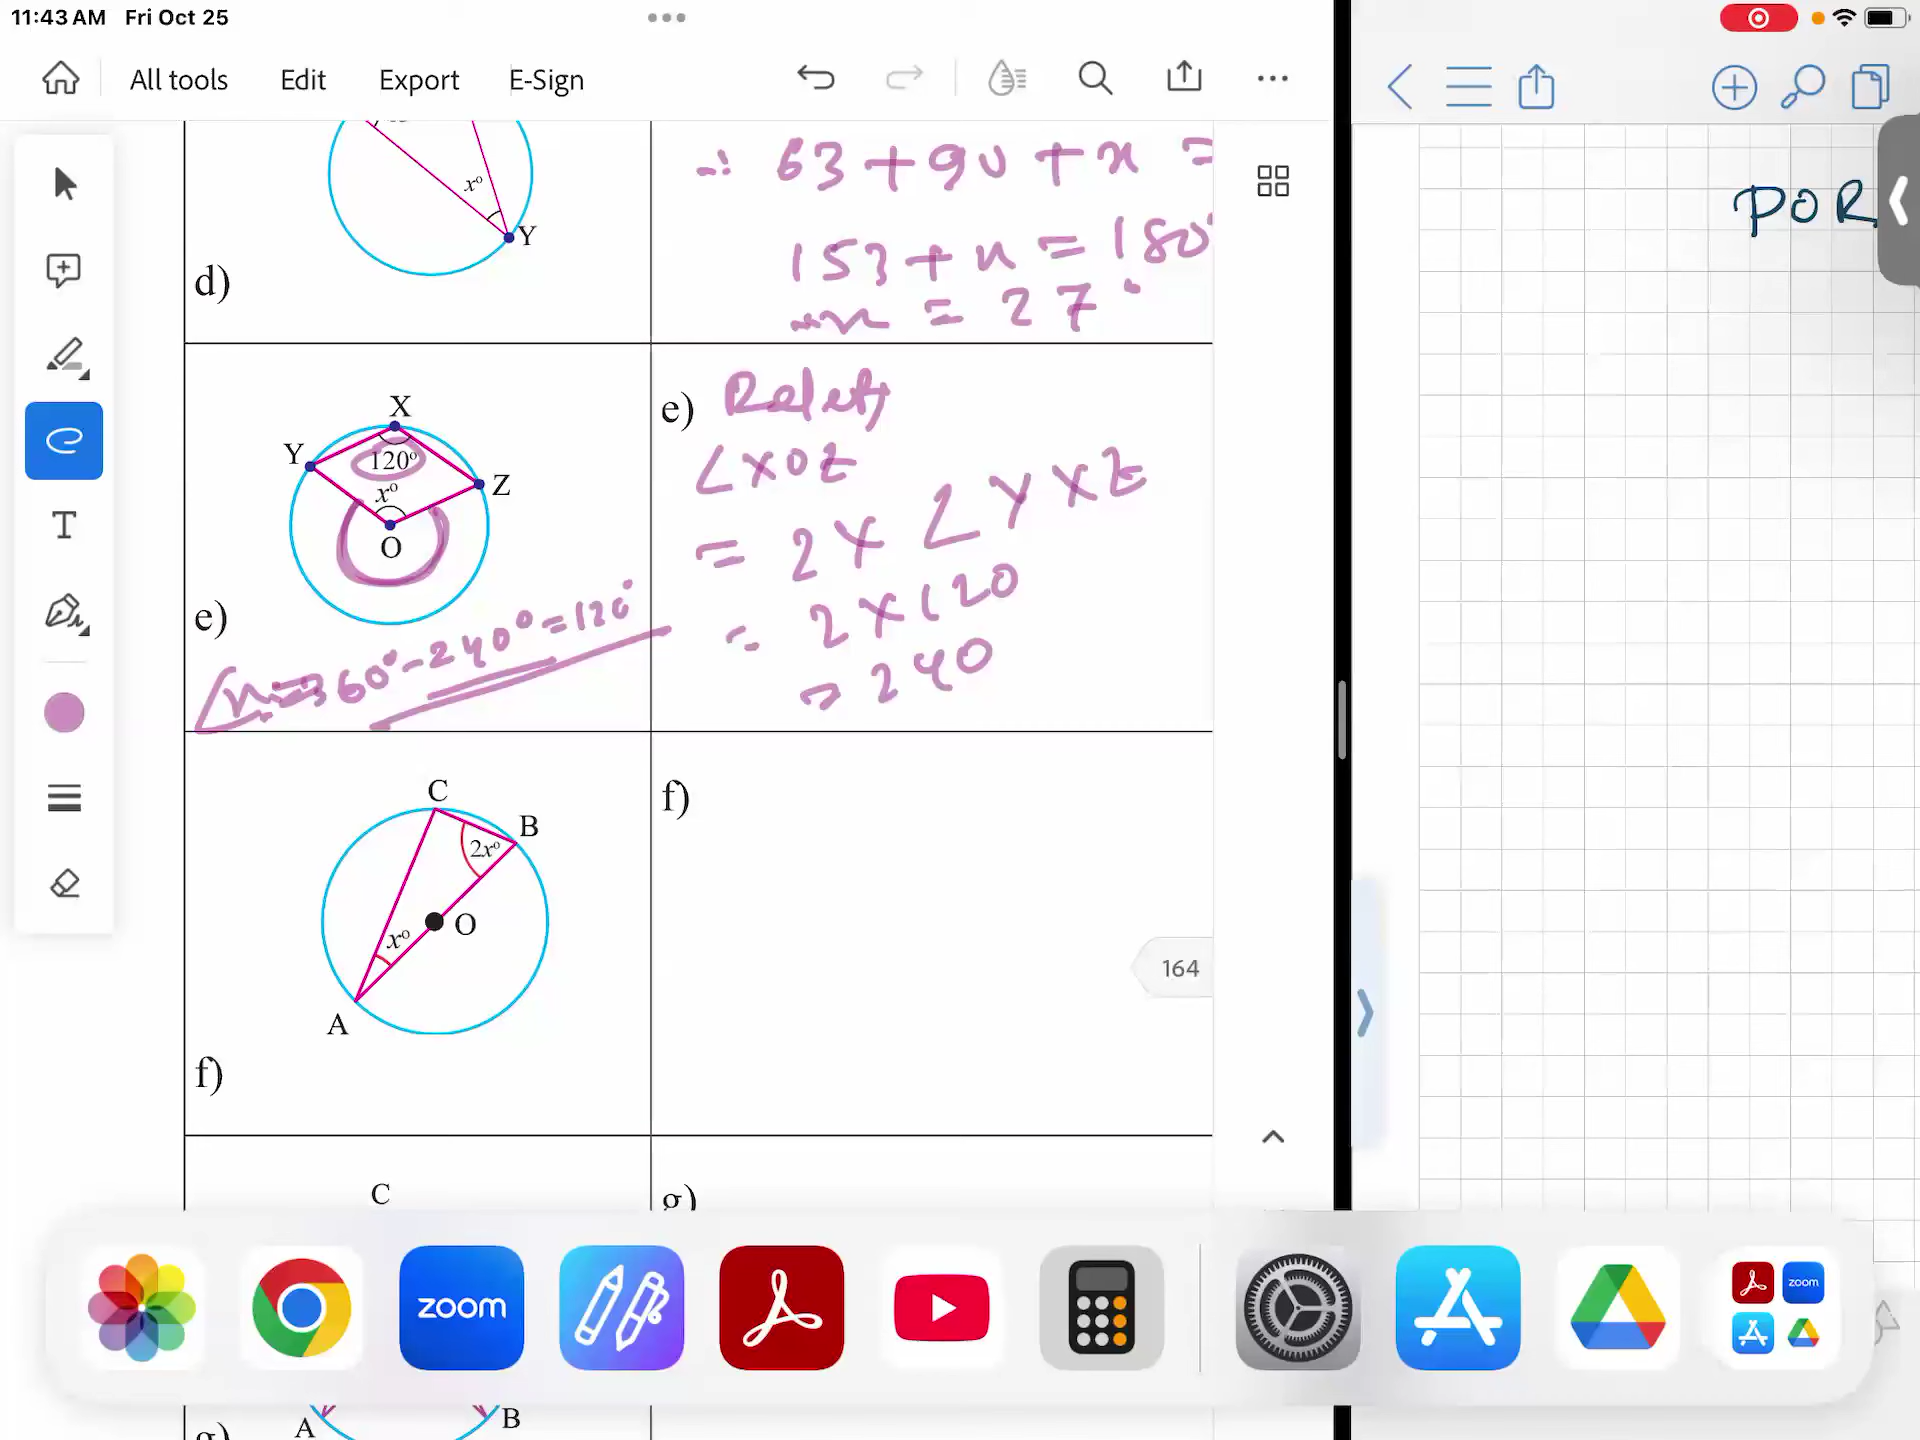 11:43 AM Fri Oct 25
All tools Edit Export E-Sign
x°
Y
d)
∴ 63 + 90 + x =
153 + x = 180°
x = 27°
POR
X
Y
120°
Z
x°
O
e)
x = 360° - 240° = 120°
e)
∠XOZ
= 2 X ∠YXZ
= 2 X 120
= 240
C
B
2x°
O
x°
A
f)
f)
164
T
C
g)
zoom
zoom
A
B
g)